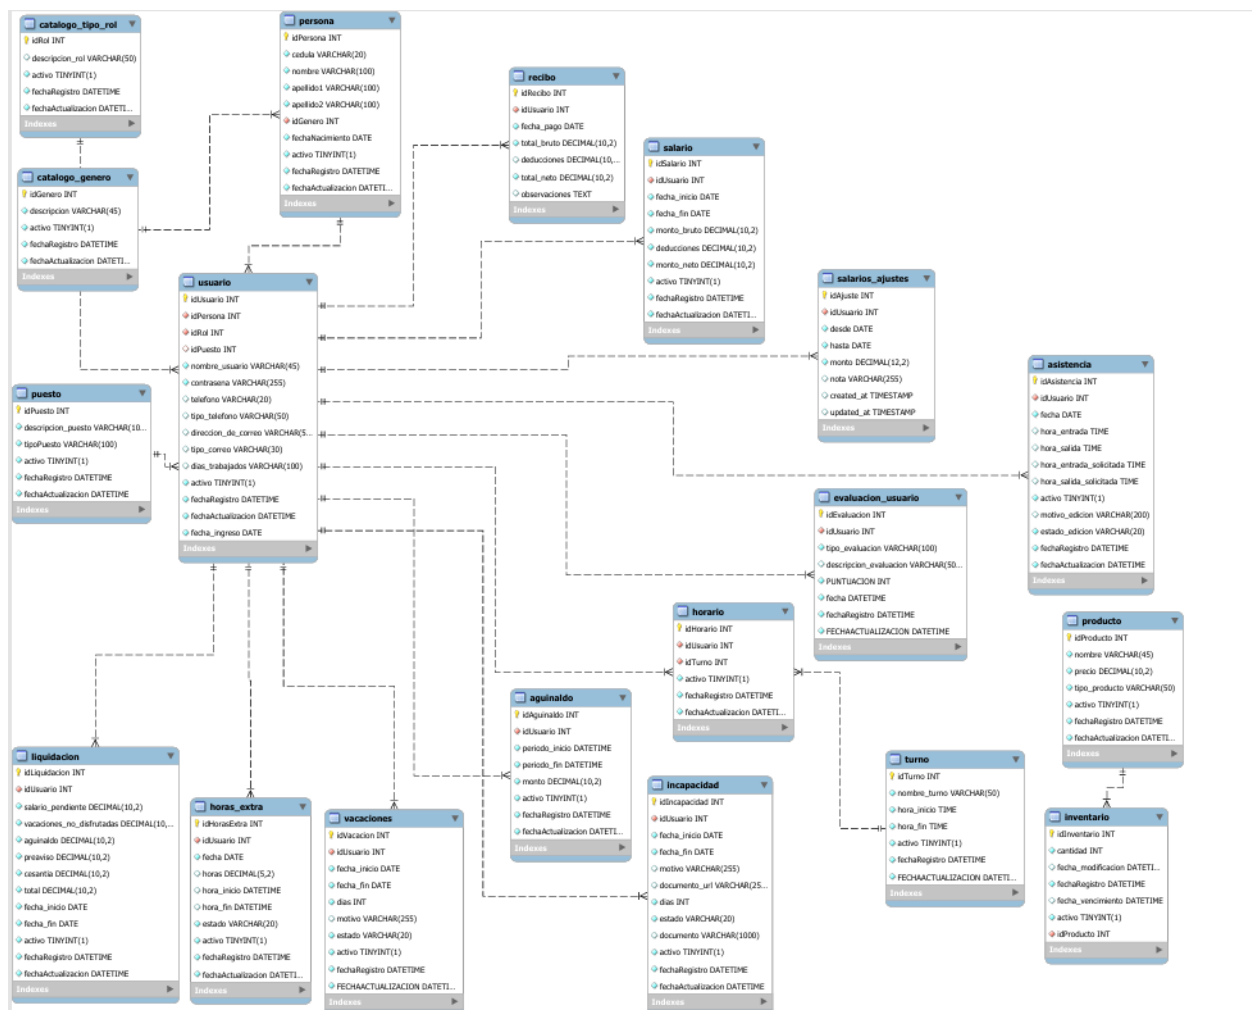 catalogo_tipo_rol
idRol INT
descripcion_rol VARCHAR(50)
activo TINYINT(1)
fechaRegistro DATETIME
fechaActualizacion DATETI...
Indexes
persona
idPersona INT
cedula VARCHAR(20)
nombre VARCHAR(100)
apellido1 VARCHAR(100)
apellido2 VARCHAR(100)
idGenero INT
fechaNacimiento DATE
activo TINYINT(1)
fechaRegistro DATETIME
fechaActualizacion DATETI...
Indexes
recibo
idRecibo INT
idUsuario INT
fecha_pago DATE
total_bruto DECIMAL(10,2)
deducciones DECIMAL(10,...
total_neto DECIMAL(10,2)
observaciones TEXT
Indexes
salario
idSalario INT
idUsuario INT
fecha_inicio DATE
fecha_fin DATE
monto_bruto DECIMAL(10,2)
deducciones DECIMAL(10,2)
monto_neto DECIMAL(10,2)
activo TINYINT(1)
fechaRegistro DATETIME
fechaActualizacion DATETI...
Indexes
catalogo_genero
idGenero INT
descripcion VARCHAR(45)
activo TINYINT(1)
fechaRegistro DATETIME
fechaActualizacion DATETI...
Indexes
usuario
idUsuario INT
idPersona INT
idRol INT
idPuesto INT
nombre_usuario VARCHAR(45)
contrasena VARCHAR(255)
telefono VARCHAR(20)
tipo_telefono VARCHAR(50)
direccion_de_correo VARCHAR(5...
tipo_correo VARCHAR(30)
dias_trabajados VARCHAR(100)
activo TINYINT(1)
fechaRegistro DATETIME
fechaActualizacion DATETIME
fecha_ingreso DATE
Indexes
salarios_ajustes
idAjuste INT
idUsuario INT
desde DATE
hasta DATE
monto DECIMAL(12,2)
nota VARCHAR(255)
created_at TIMESTAMP
updated_at TIMESTAMP
Indexes
asistencia
idAsistencia INT
idUsuario INT
fecha DATE
hora_entrada TIME
hora_salida TIME
hora_entrada_solicitada TIME
hora_salida_solicitada TIME
activo TINYINT(1)
motivo_edicion VARCHAR(200)
estado_edicion VARCHAR(20)
fechaRegistro DATETIME
fechaActualizacion DATETIME
Indexes
puesto
idPuesto INT
descripcion_puesto VARCHAR(10...
tipoPuesto VARCHAR(100)
activo TINYINT(1)
fechaRegistro DATETIME
fechaActualizacion DATETIME
Indexes
evaluacion_usuario
idEvaluacion INT
idUsuario INT
tipo_evaluacion VARCHAR(100)
descripcion_evaluacion VARCHAR(50...
PUNTUACION INT
fecha DATETIME
fechaRegistro DATETIME
FECHAACTUALIZACION DATETIME
Indexes
horario
idHorario INT
idUsuario INT
idTurno INT
activo TINYINT(1)
fechaRegistro DATETIME
fechaActualizacion DATETI...
Indexes
producto
idProducto INT
nombre VARCHAR(45)
precio DECIMAL(10,2)
tipo_producto VARCHAR(50)
activo TINYINT(1)
fechaRegistro DATETIME
fechaActualizacion DATETI...
Indexes
aguinaldo
idAguinaldo INT
idUsuario INT
periodo_inicio DATETIME
periodo_fin DATETIME
monto DECIMAL(10,2)
activo TINYINT(1)
fechaRegistro DATETIME
fechaActualizacion DATETI...
Indexes
liquidacion
idLiquidacion INT
idUsuario INT
salario_pendiente DECIMAL(10,2)
vacaciones_no_disfrutadas DECIMAL(10,...
aguinaldo DECIMAL(10,2)
preaviso DECIMAL(10,2)
cesantia DECIMAL(10,2)
total DECIMAL(10,2)
fecha_inicio DATE
fecha_fin DATE
activo TINYINT(1)
fechaRegistro DATETIME
fechaActualizacion DATETIME
Indexes
horas_extra
idHorasExtra INT
idUsuario INT
fecha DATE
horas DECIMAL(5,2)
hora_inicio DATETIME
hora_fin DATETIME
estado VARCHAR(20)
activo TINYINT(1)
fechaRegistro DATETIME
fechaActualizacion DATETI...
Indexes
vacaciones
idVacacion INT
idUsuario INT
fecha_inicio DATE
fecha_fin DATE
dias INT
motivo VARCHAR(255)
estado VARCHAR(20)
activo TINYINT(1)
fechaRegistro DATETIME
FECHAACTUALIZACION DATETI...
Indexes
incapacidad
idIncapacidad INT
idUsuario INT
fecha_inicio DATE
fecha_fin DATE
motivo VARCHAR(255)
documento_url VARCHAR(25...
dias INT
estado VARCHAR(20)
documento VARCHAR(1000)
activo TINYINT(1)
fechaRegistro DATETIME
fechaActualizacion DATETIME
Indexes
turno
idTurno INT
nombre_turno VARCHAR(50)
hora_inicio TIME
hora_fin TIME
activo TINYINT(1)
fechaRegistro DATETIME
FECHAACTUALIZACION DATETI...
Indexes
inventario
idInventario INT
cantidad INT
fecha_modificacion DATETI...
fechaRegistro DATETIME
fecha_vencimiento DATETIME
activo TINYINT(1)
idProducto INT
Indexes